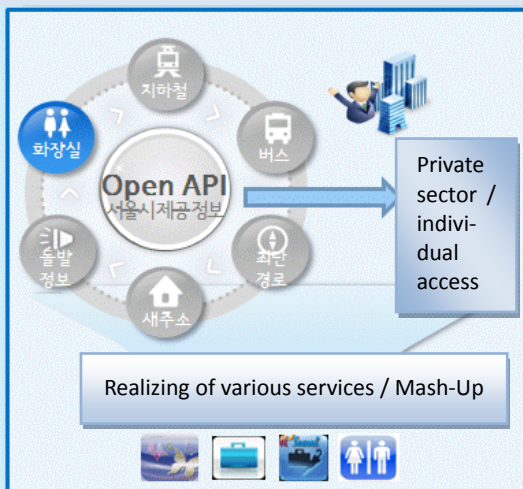 지하철
화장실
버스
Open API
서울시제공정보
돌발
정보
최단
경로
새주소
Private
sector /
indivi-
dual
access
Realizing of various services / Mash-Up